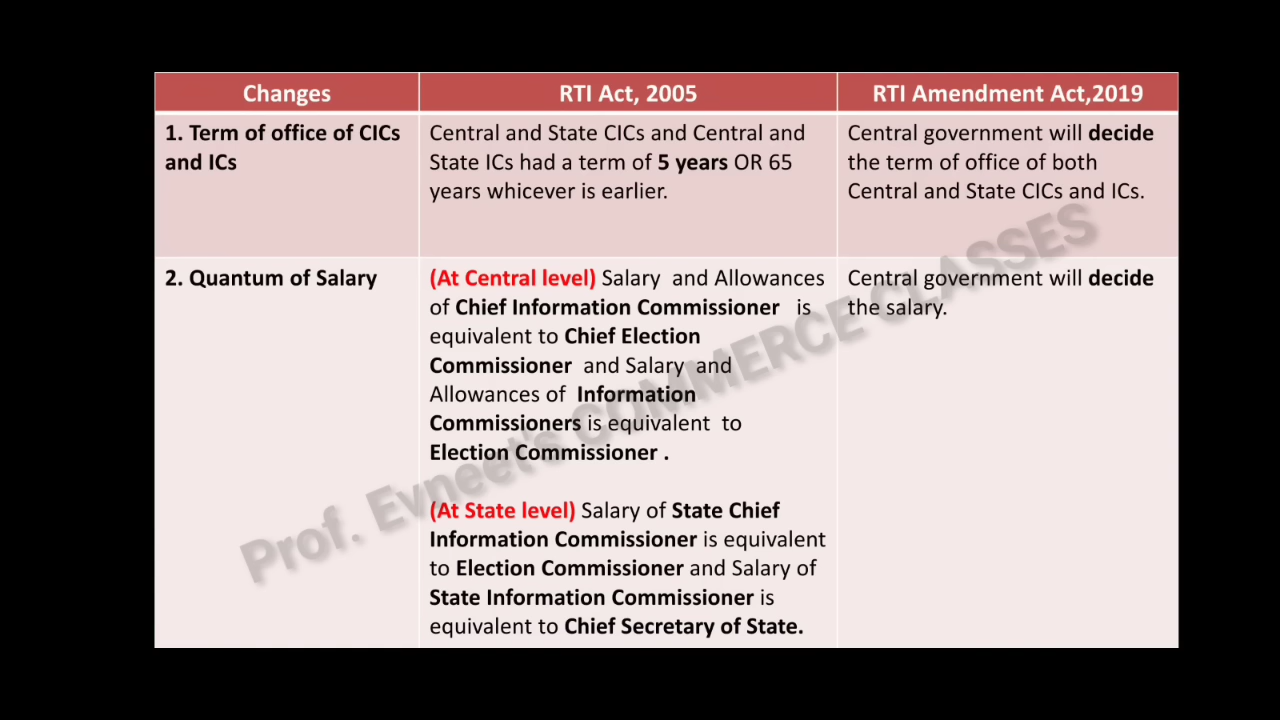 Changes
RTI Act, 2005
RTI Amendment Act,2019
1. Term of office of CICs
and ICs
Central and State CICs and Central and
State ICs had a term of 5 years OR 65
years whicever is earlier.
Central government will decide
the term of office of both
Central and State CICs and ICs.
2. Quantum of Salary
(At Central level) Salary and Allowances
of Chief Information Commissioner is
equivalent to Chief Election
Commissioner and Salary and
Allowances of Information
Commissioners is equivalent to
Election Commissioner .
(At State level) Salary of State Chief
Information Commissioner is equivalent
to Election Commissioner and Salary of
State Information Commissioner is
equivalent to Chief Secretary of State.
Central government will decide
the salary.
Prof. Evneet's COMMERCE CLASSES